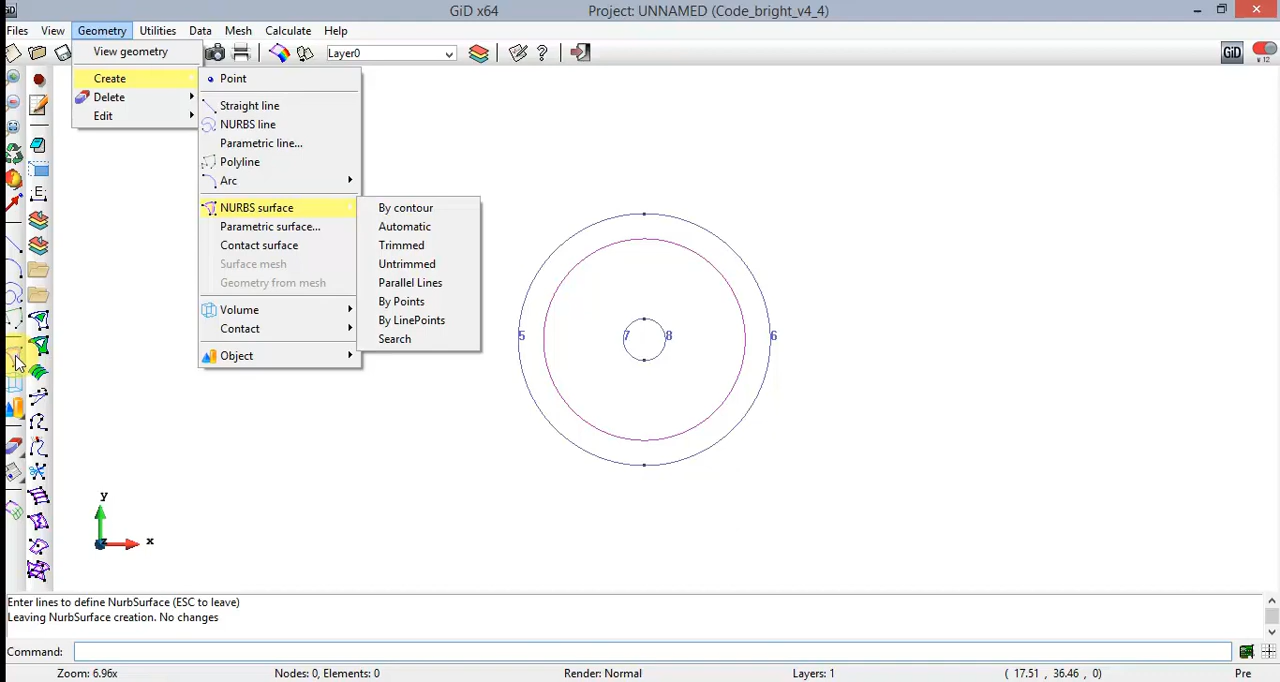 GiD
GiD x64
Project: UNNAMED (Code_bright_v4_4)
Files
View
Geometry
Utilities
Data
Mesh
Calculate
Help
View geometry
Layer0
GiD
v 12
Create
Delete
Edit
Point
Straight line
NURBS line
Parametric line...
Polyline
Arc
NURBS surface
Parametric surface...
Contact surface
Surface mesh
Geometry from mesh
Volume
Contact
Object
By contour
Automatic
Trimmed
Untrimmed
Parallel Lines
By Points
By LinePoints
Search
E
5
7
8
6
y
z
x
Enter lines to define NurbSurface (ESC to leave)
Leaving NurbSurface creation. No changes
Command:
Zoom: 6.96x
Nodes: 0, Elements: 0
Render: Normal
Layers: 1
( 17.51 , 36.46 , 0)
Pre